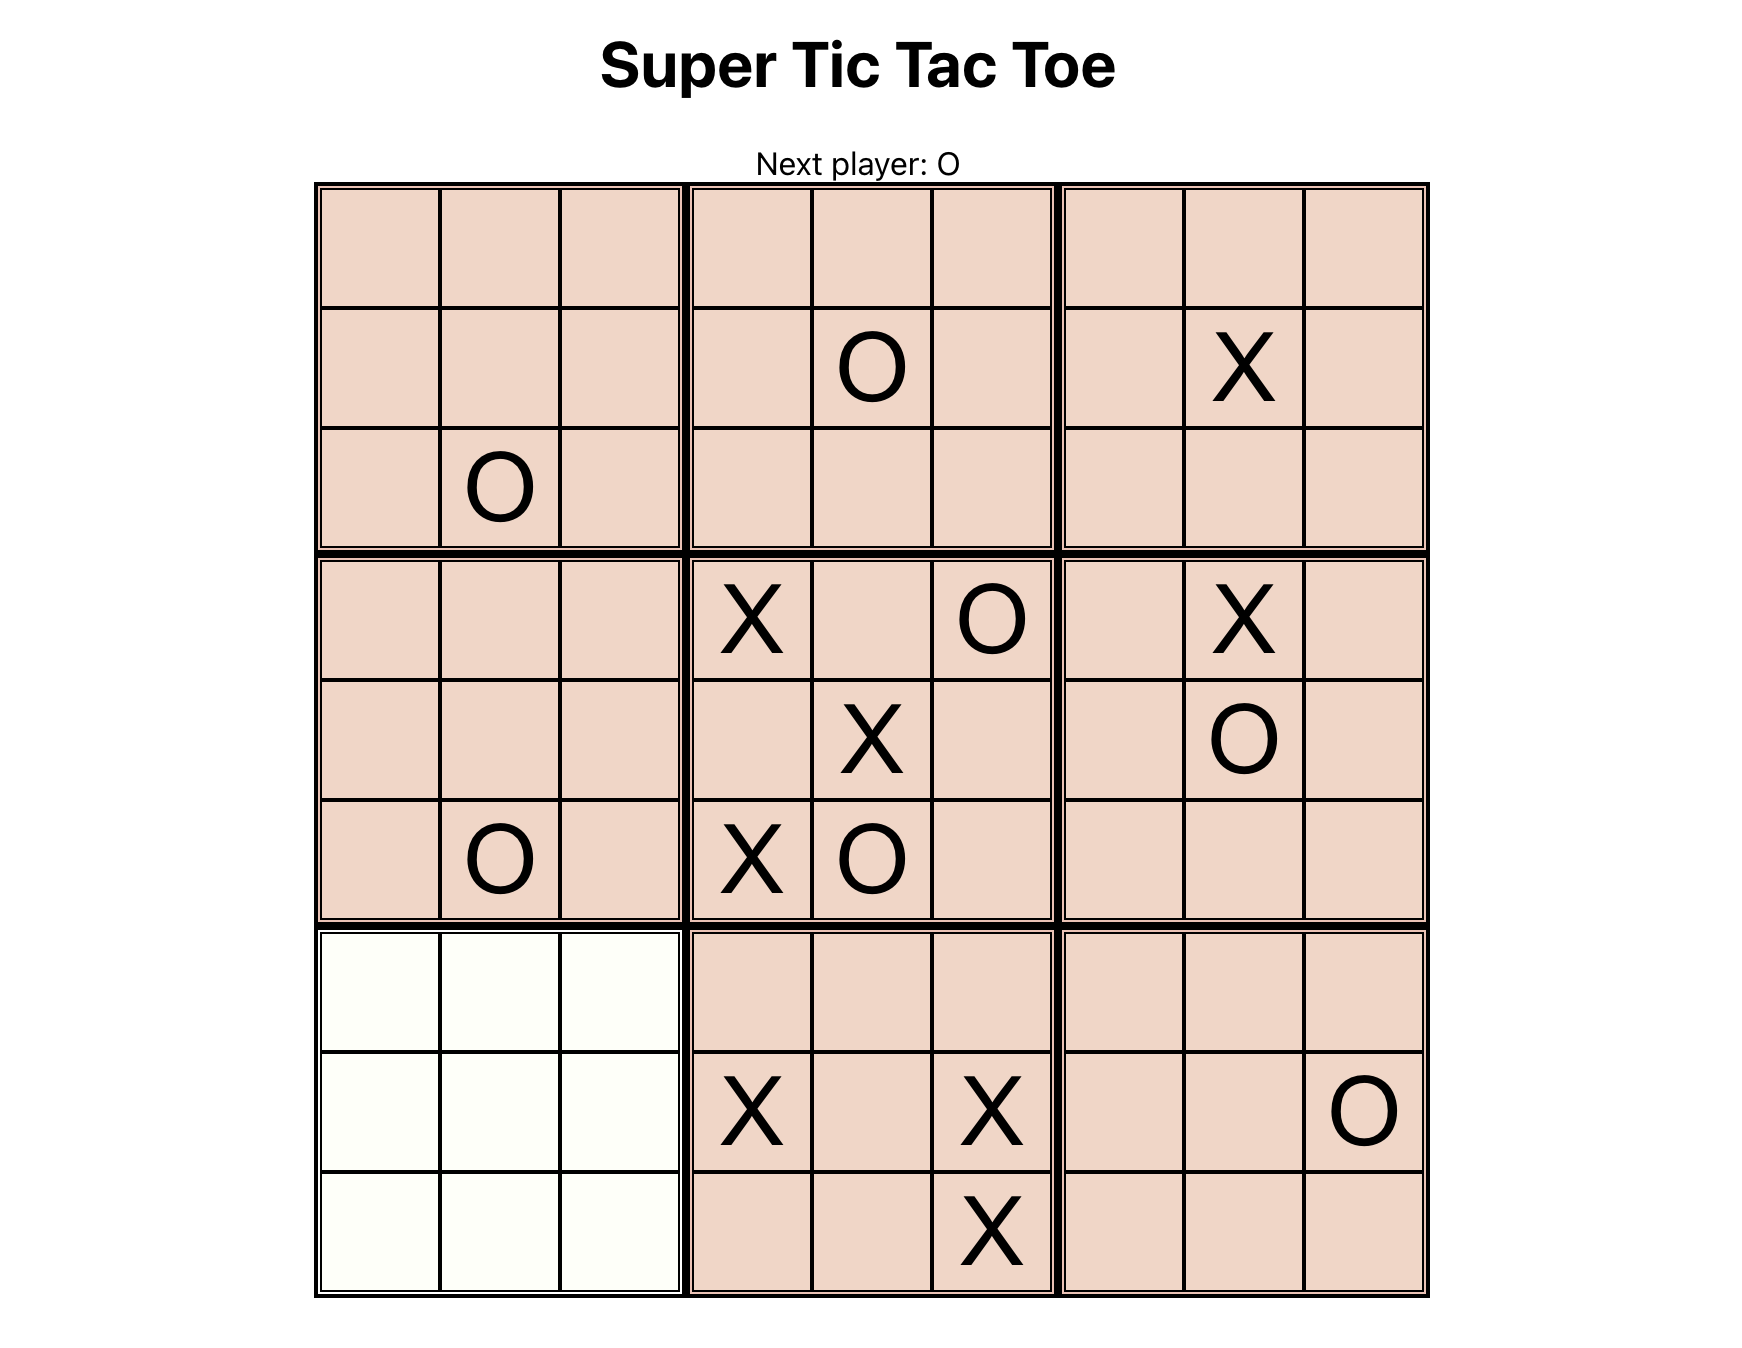 Super Tic Tac Toe
Next player: O
O X
O
X O X
X O
O X O
X X O
X